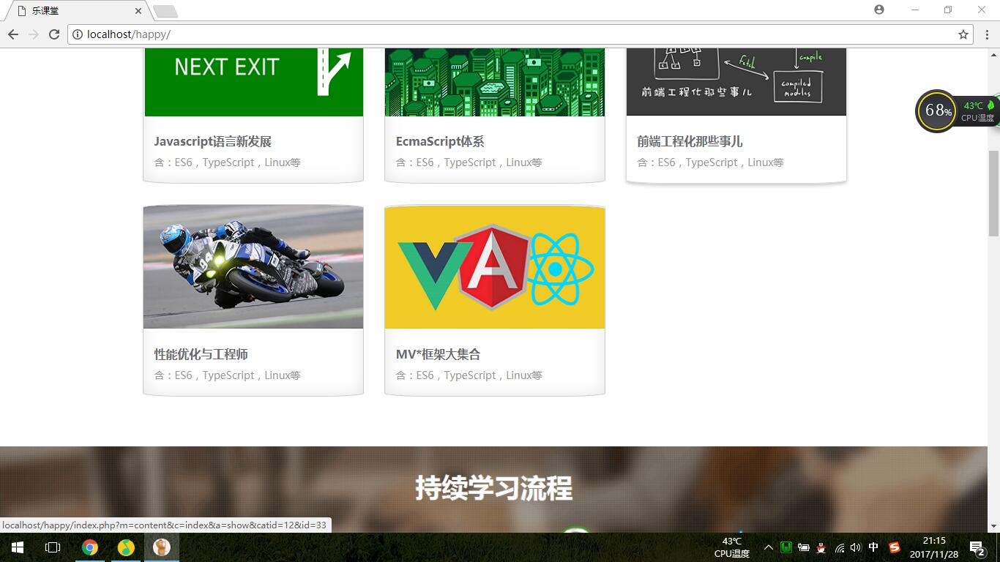 乐课堂
localhost/happy/
NEXT EXIT
Fetch
compile
compiled
modules
前端工程化那些事儿
68%
43℃
CPU温度
Javascript语言新发展
含：ES6，TypeScript，Linux等
EcmaScript体系
含：ES6，TypeScript，Linux等
前端工程化那些事儿
含：ES6，TypeScript，Linux等
性能优化与工程师
含：ES6，TypeScript，Linux等
MV*框架大集合
含：ES6，TypeScript，Linux等
持续学习流程
localhost/happy/index.php?m=content&c=index&a=show&catid=12&id=33
43℃
CPU温度
中
21:15
2017/11/28
2